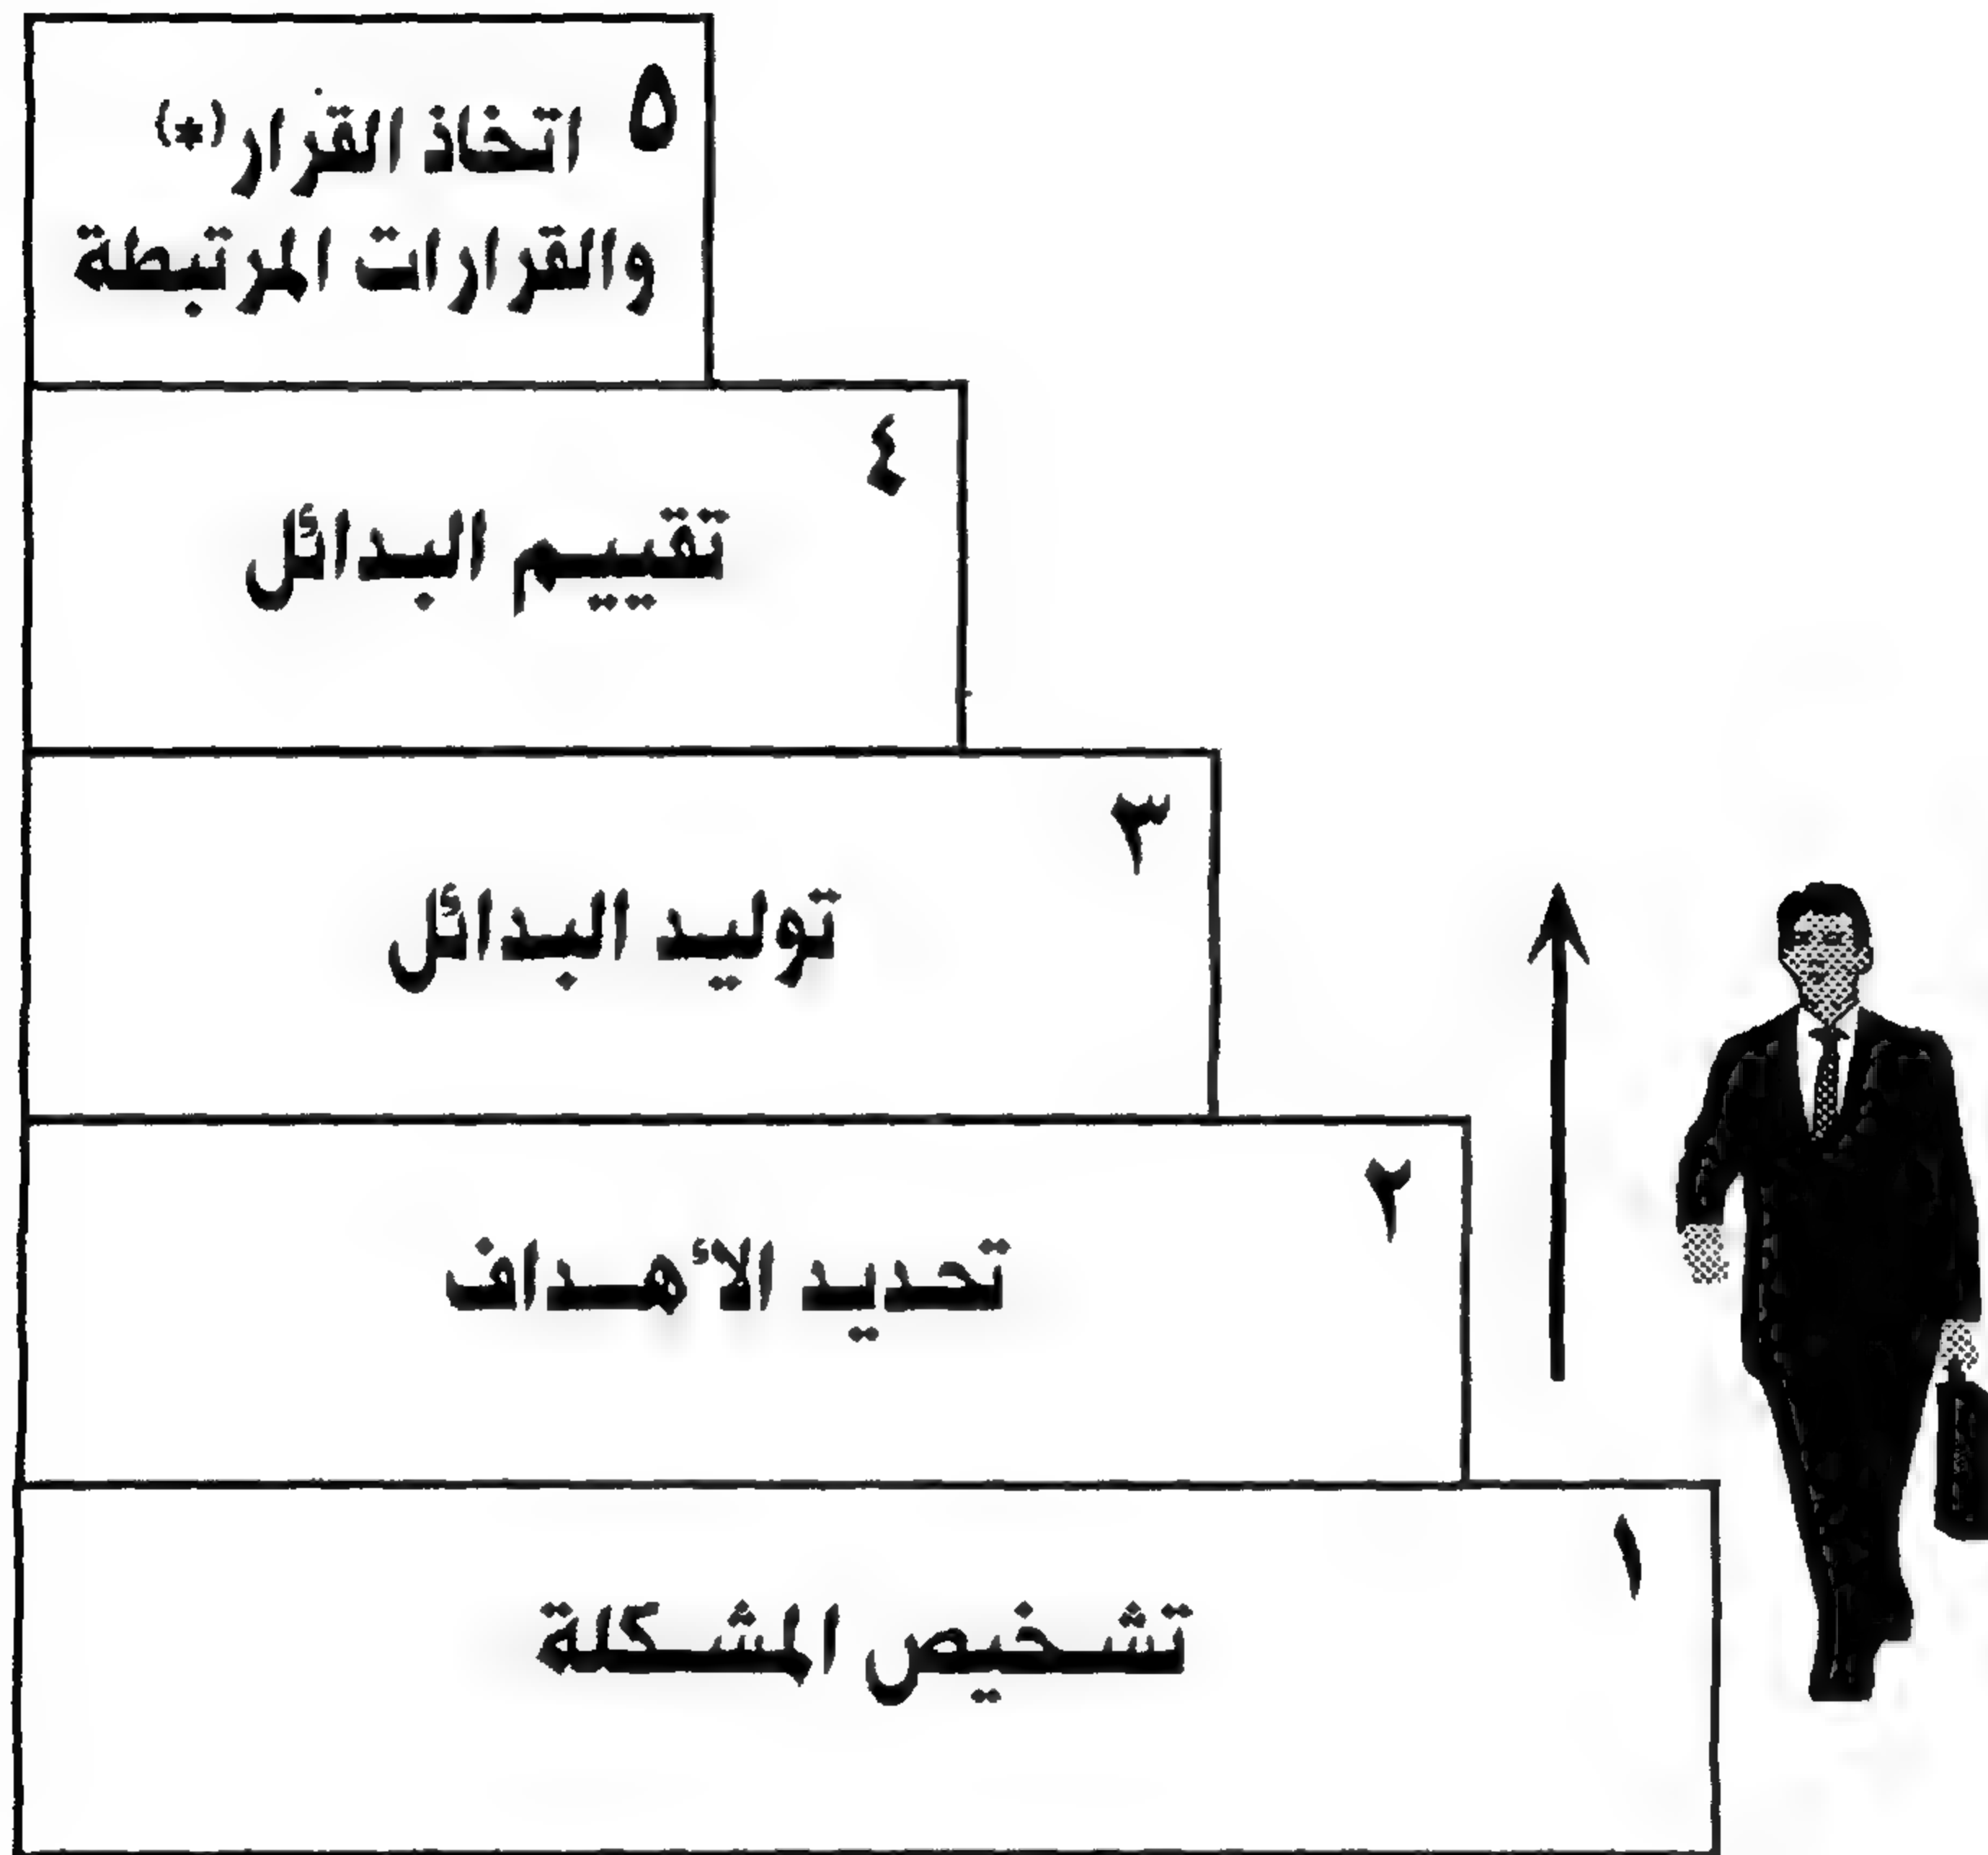 ٥ اتخاذ القرار(*)
والقرارات المرتبطة
٤
تقييم البدائل
٣
توليد البدائل
٢
تحديد الأهداف
١
تشخيص المشكلة